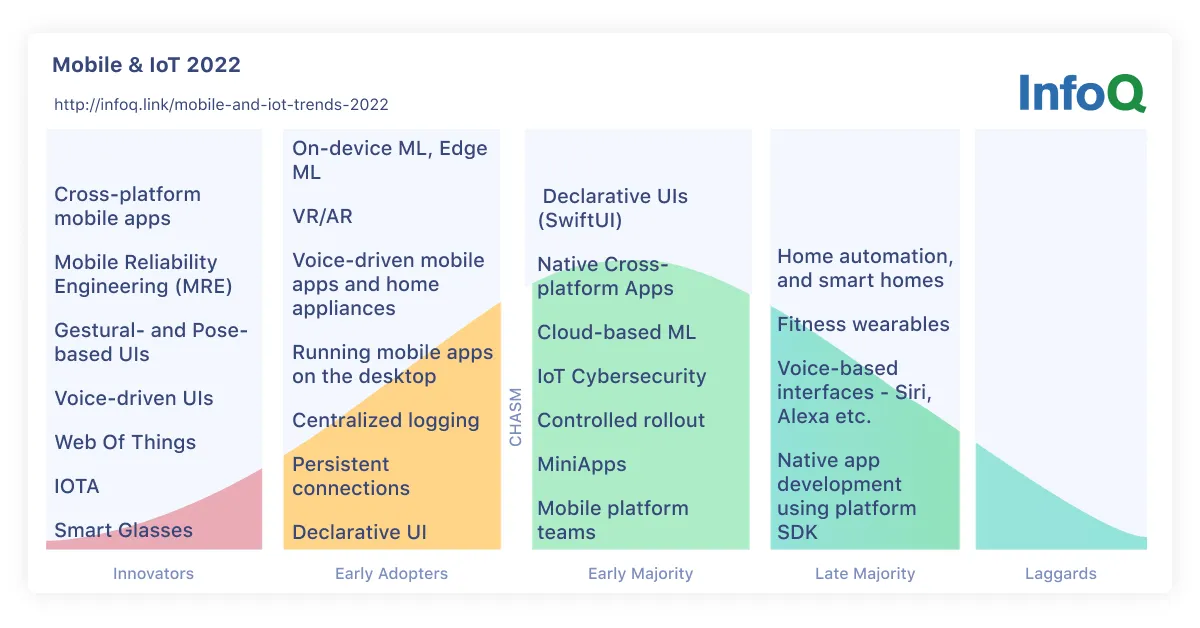 Mobile & IoT 2022
http://infoq.link/mobile-and-iot-trends-2022
InfoQ
Cross-platform
mobile apps
Mobile Reliability
Engineering (MRE)
Gestural- and Pose-
based UIs
Voice-driven UIs
Web Of Things
IOTA
Smart Glasses
Innovators
On-device ML, Edge
ML
VR/AR
Voice-driven mobile
apps and home
appliances
Running mobile apps
on the desktop
Centralized logging
Persistent
connections
Declarative UI
Early Adopters
CHASM
Declarative UIs
(SwiftUI)
Native Cross-
platform Apps
Cloud-based ML
IoT Cybersecurity
Controlled rollout
MiniApps
Mobile platform
teams
Early Majority
Home automation,
and smart homes
Fitness wearables
Voice-based
interfaces - Siri,
Alexa etc.
Native app
development
using platform
SDK
Late Majority
Laggards